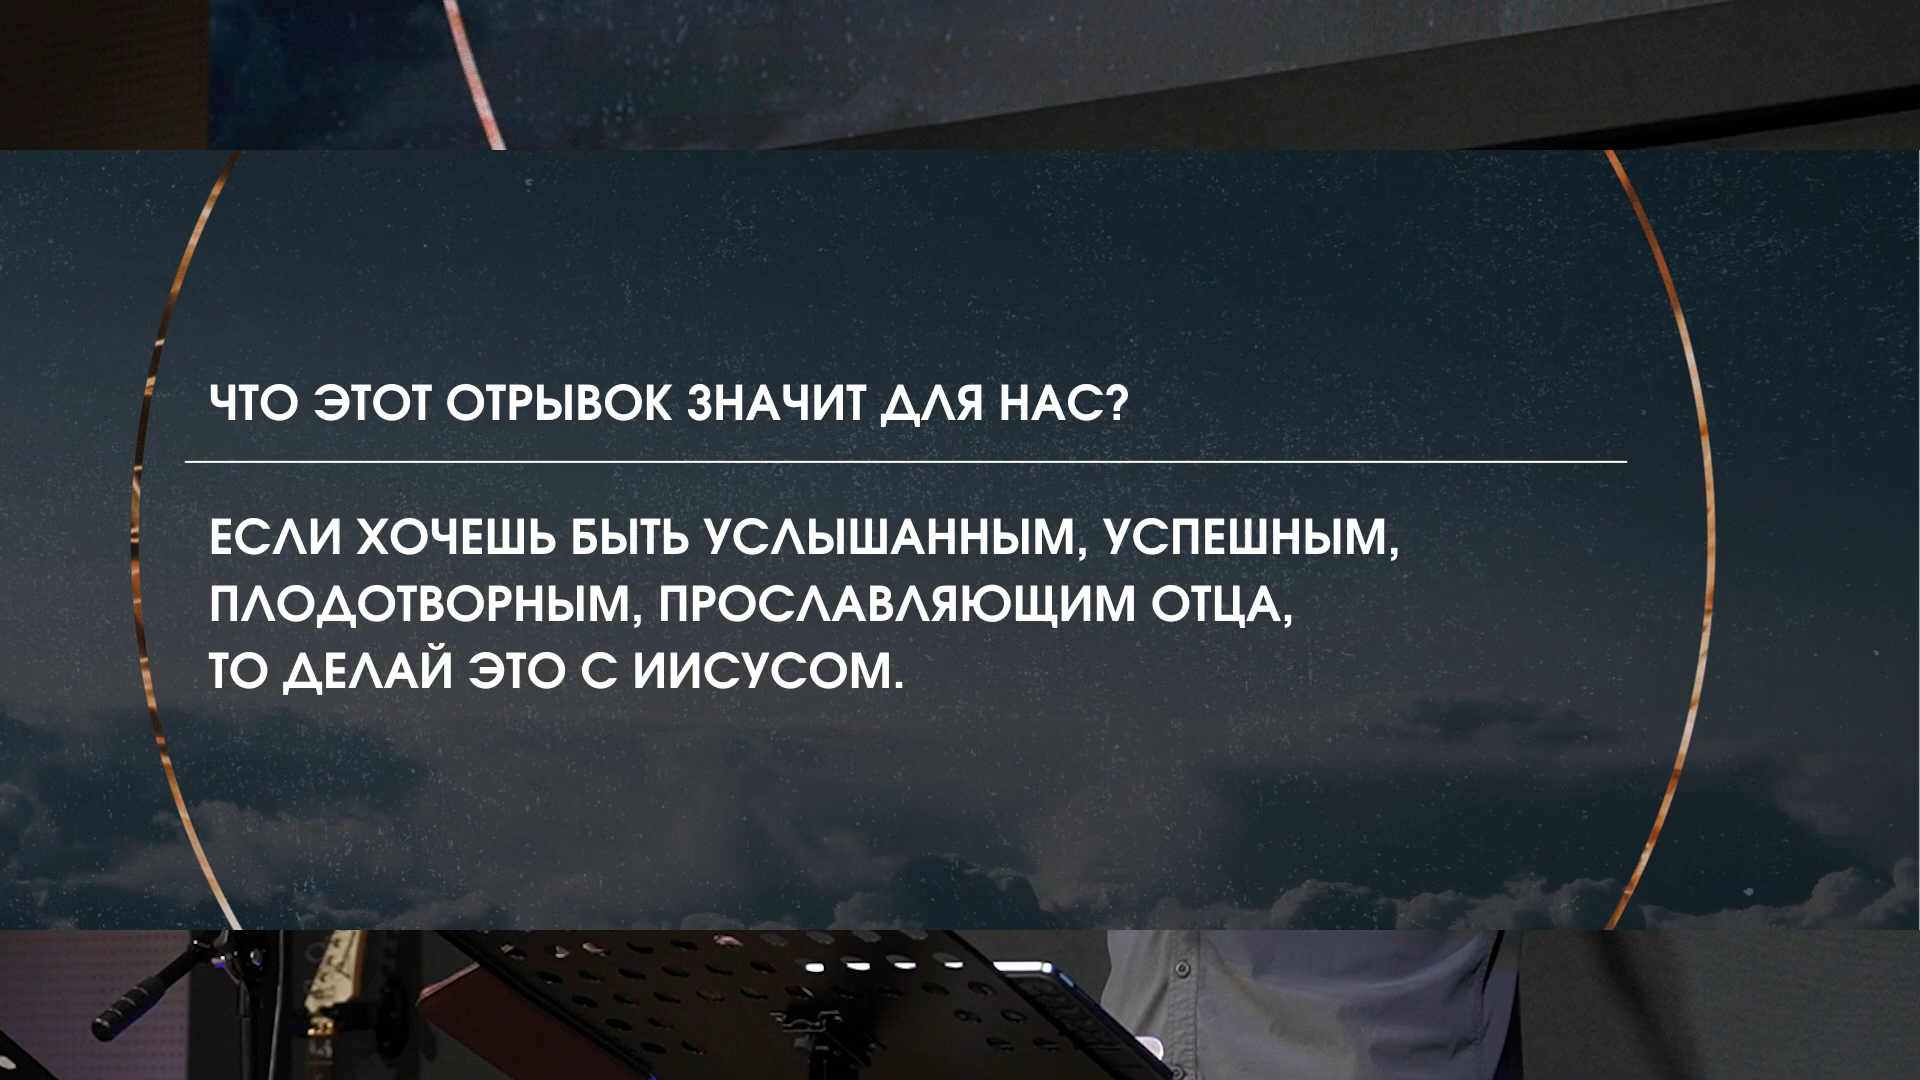 ЧТО ЭТОТ ОТРЫВОК ЗНАЧИТ ДЛЯ НАС?
ЕСЛИ ХОЧЕШЬ БЫТЬ УСЛЫШАННЫМ, УСПЕШНЫМ,
ПЛОДОТВОРНЫМ, ПРОСЛАВЛЯЮЩИМ ОТЦА,
ТО ДЕЛАЙ ЭТО С ИИСУСОМ.